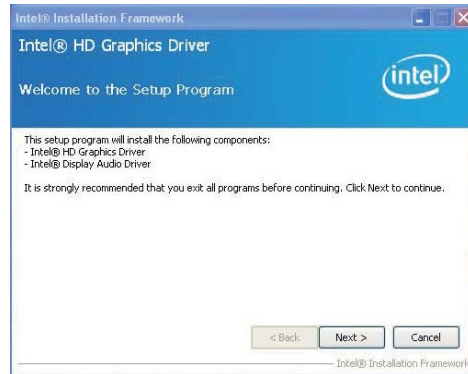 Intel® Installation Framework
Intel® HD Graphics Driver
intel
Welcome to the Setup Program
This setup program will install the following components:
- Intel® HD Graphics Driver
- Intel® Display Audio Driver
It is strongly recommended that you exit all programs before continuing. Click Next to continue.
< Back
Next >
Cancel
Intel® Installation Framework